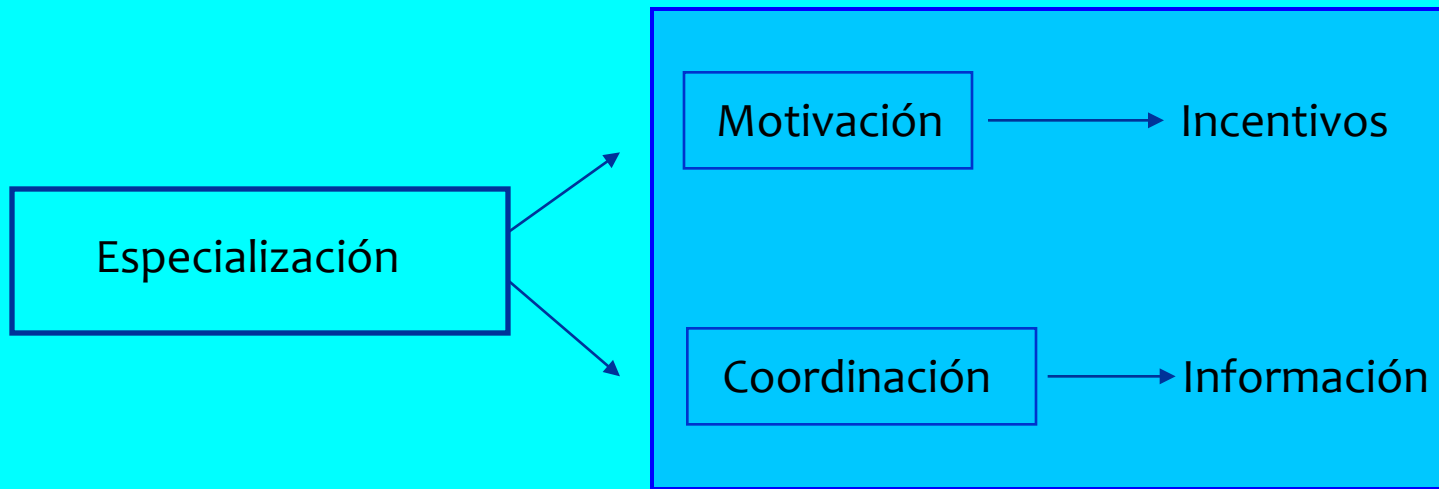 Motivación
Incentivos
Especialización
Coordinación
Información